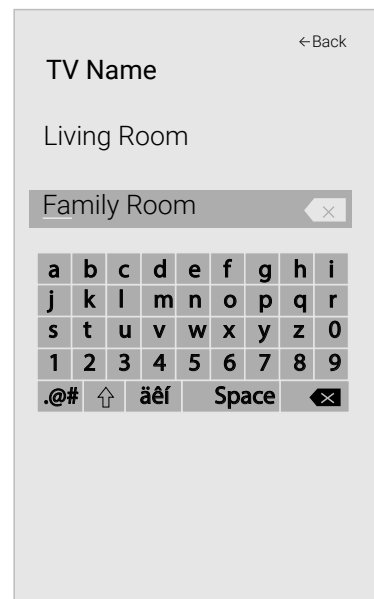 ←Back
TV Name
Living Room
Family Room
a b c d e f g h i
j k l m n o p q r
s t u v w x y z 0
1 2 3 4 5 6 7 8 9
.@# äêí Space